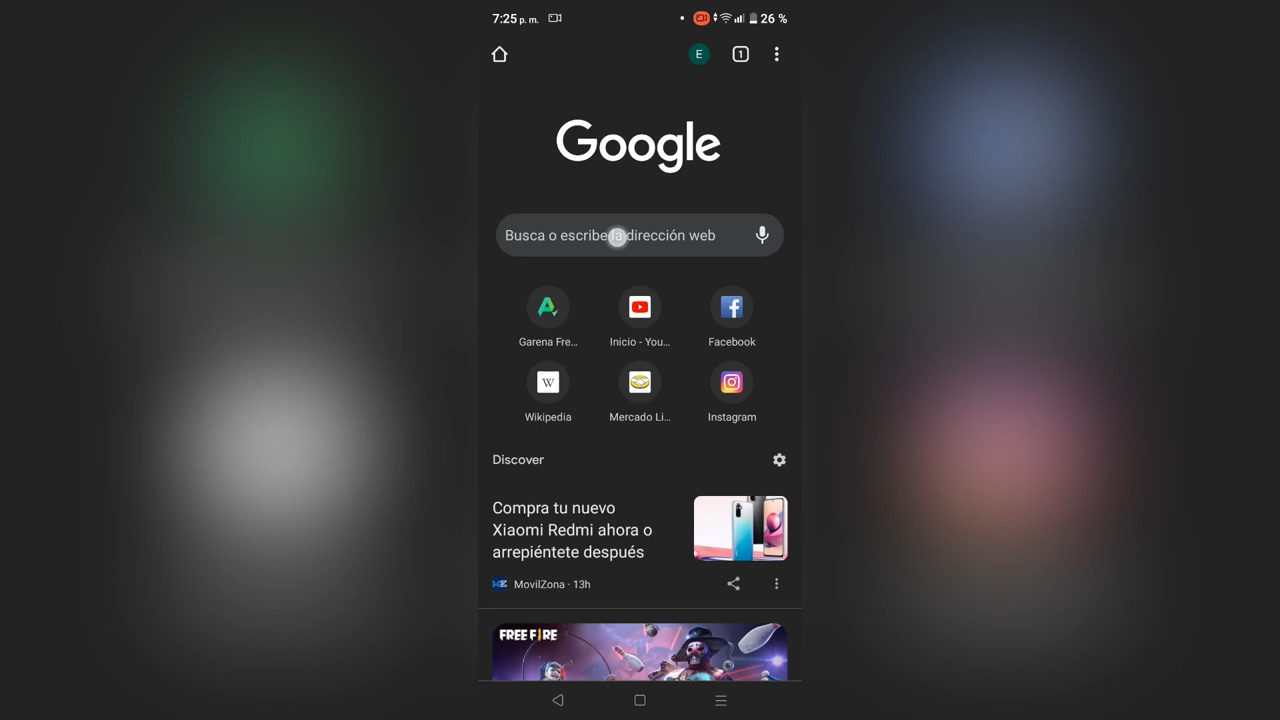 7:25 p. m.
26 %
E
1
Google
Busca o escribe la dirección web
Garena Fre...
Inicio - You...
Facebook
W
Wikipedia
Mercado Li...
Instagram
Discover
Compra tu nuevo
Xiaomi Redmi ahora o
arrepiéntete después
MovilZona · 13h
FREE FIRE